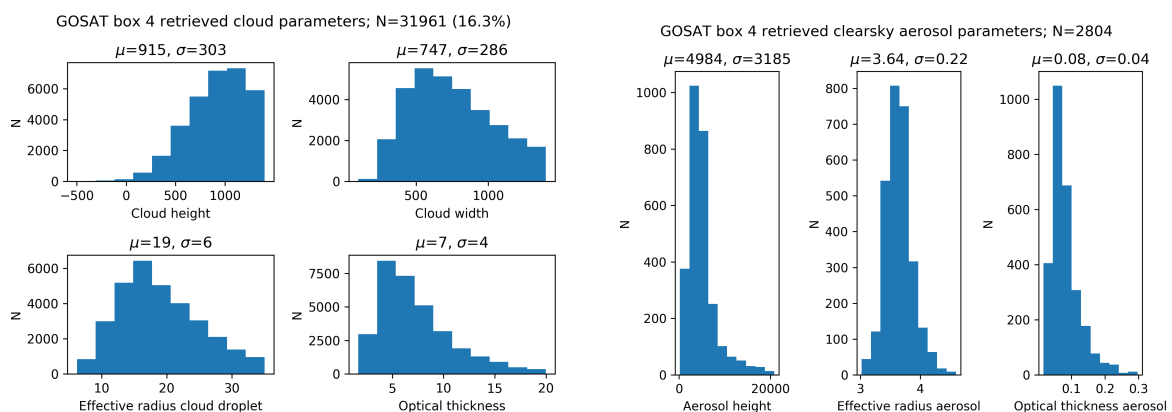 GOSAT box 4 retrieved cloud parameters; N=31961 (16.3%)
μ=915, σ=303
μ=747, σ=286
N
6000
4000
2000
0
−500
0
500
1000
Cloud height
N
4000
2000
0
500
1000
Cloud width
μ=19, σ=6
μ=7, σ=4
N
6000
4000
2000
0
10
20
30
Effective radius cloud droplet
N
7500
5000
2500
0
5
10
15
20
Optical thickness
GOSAT box 4 retrieved clearsky aerosol parameters; N=2804
μ=4984, σ=3185
μ=3.64, σ=0.22
μ=0.08, σ=0.04
N
1000
800
600
400
200
0
0
20000
Aerosol height
N
800
700
600
500
400
300
200
100
0
3
4
Effective radius aerosol
N
1000
800
600
400
200
0
0.1
0.2
0.3
Optical thickness aerosol